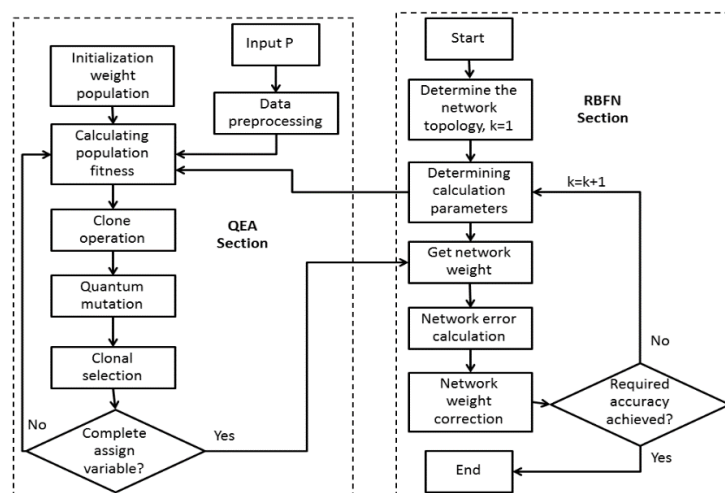 Initialization
weight
population
Input P
Data
preprocessing
Calculating
population
fitness
Clone
operation
Quantum
mutation
Clonal
selection
Complete
assign
variable?
No
Yes
QEA
Section
Start
Determine the
network
topology, k=1
RBFN
Section
Determining
calculation
parameters
k=k+1
Get network
weight
Network error
calculation
Network
weight
correction
Required
accuracy
achieved?
No
Yes
End